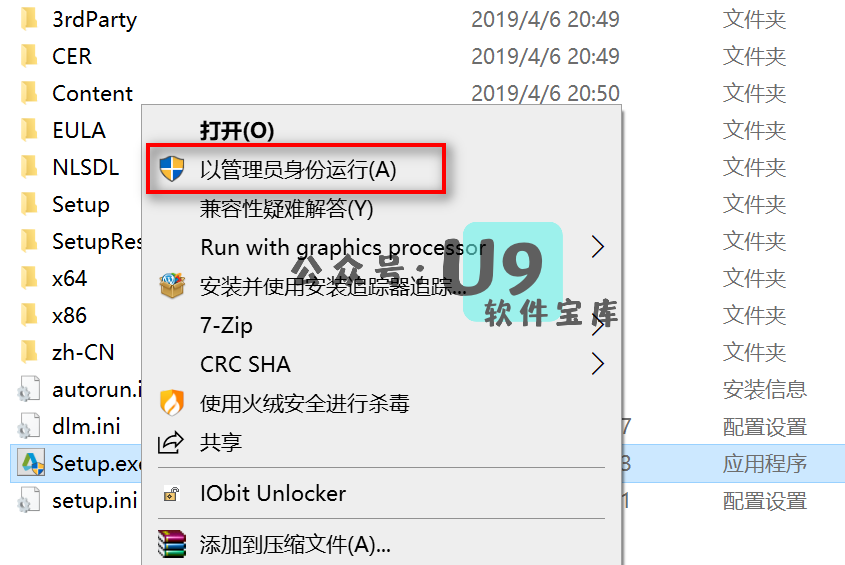 3rdParty 2019/4/6 20:49 文件夹
CER 2019/4/6 20:49 文件夹
Content 2019/4/6 20:50 文件夹
EULA 文件夹
打开(O)
NLSDL 文件夹
以管理员身份运行(A)
Setup 文件夹
兼容性疑难解答(Y)
SetupRes 文件夹
Run with graphics processor
公众号:U9
软件宝库
x64 文件夹
安装并使用安装追踪器追踪...
x86 文件夹
7-Zip
zh-CN 文件夹
CRC SHA
autorun.i 安装信息
使用火绒安全进行杀毒
dlm.ini 7 配置设置
共享
Setup.exe 3 应用程序
setup.ini 1 配置设置
IObit Unlocker
添加到压缩文件(A)...